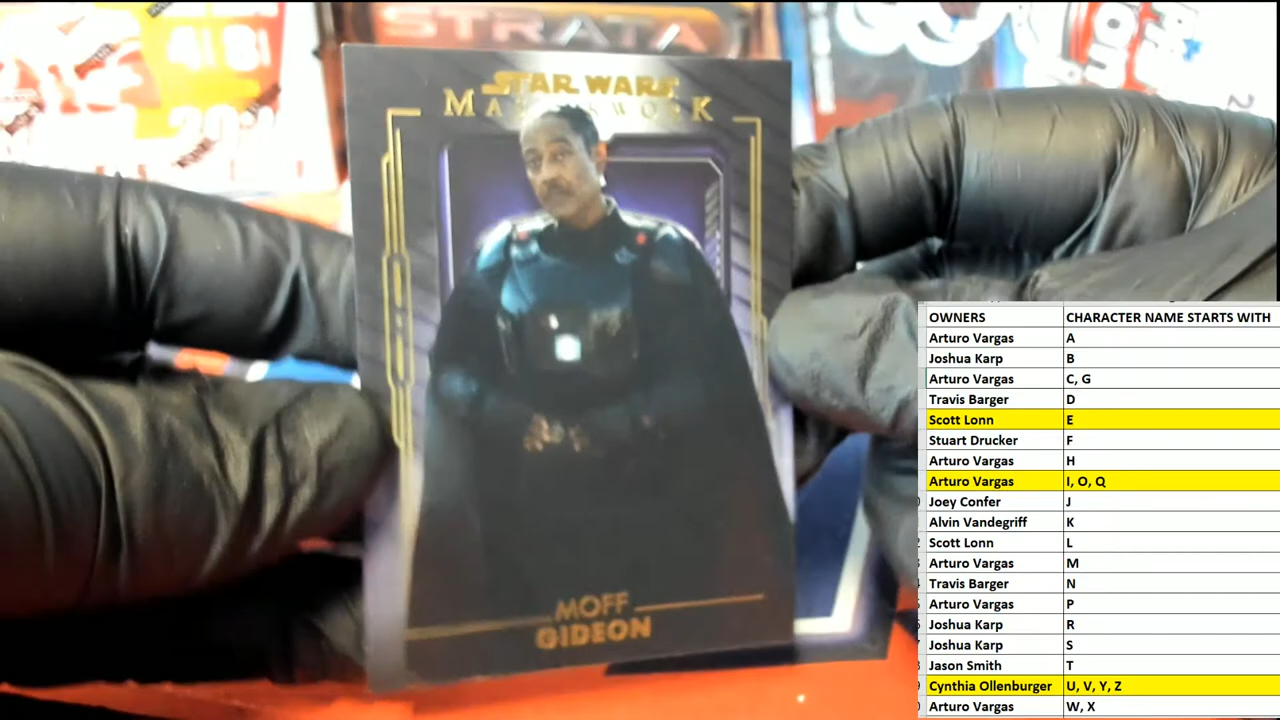 STRATA
STAR WARS
MOFF
GIDEON
OWNERS CHARACTER NAME STARTS WITH
Arturo Vargas A
Joshua Karp B
Arturo Vargas C, G
Travis Barger D
Scott Lonn E
Stuart Drucker F
Arturo Vargas H
Arturo Vargas I, O, Q
Joey Confer J
Alvin Vandegriff K
Scott Lonn L
Arturo Vargas M
Travis Barger N
Arturo Vargas P
Joshua Karp R
Joshua Karp S
Jason Smith T
Cynthia Ollenburger U, V, Y, Z
Arturo Vargas W, X